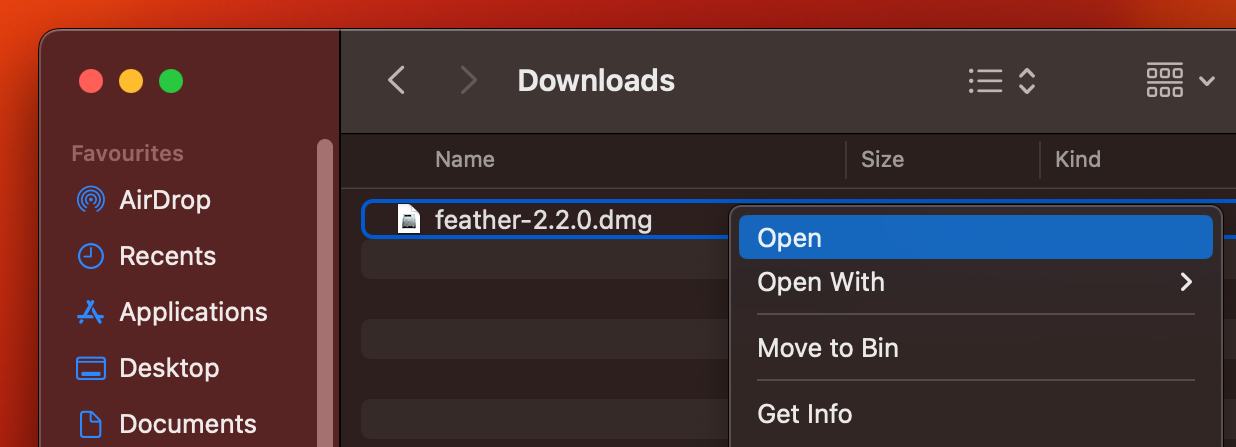 Downloads
Favourites
AirDrop
Recents
Applications
Desktop
Documents
Name Size Kind
feather-2.2.0.dmg
Open
Open With
Move to Bin
Get Info